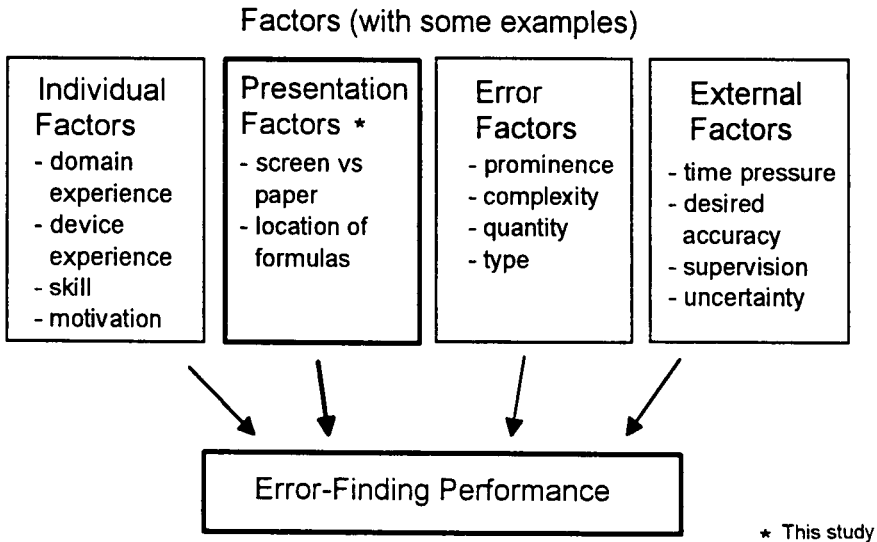 Factors (with some examples)
Individual
Factors
- domain
experience
- device
experience
- skill
- motivation
Presentation
Factors *
- screen vs
paper
- location of
formulas
Error
Factors
- prominence
- complexity
- quantity
- type
External
Factors
- time pressure
- desired
accuracy
- supervision
- uncertainty
Error-Finding Performance
* This study